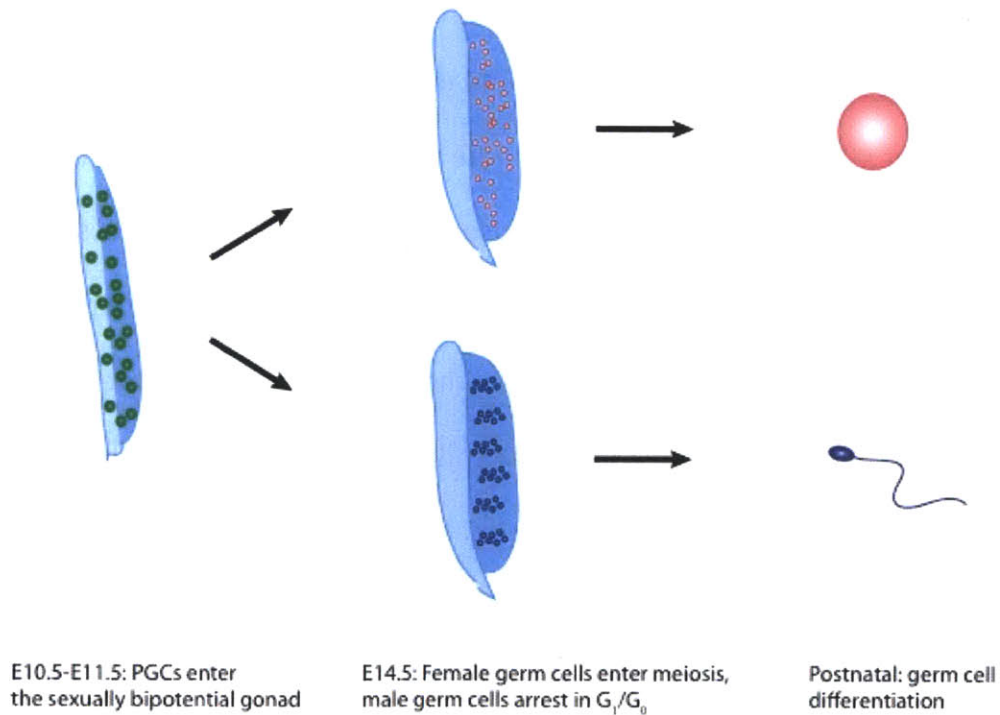 E10.5-E11.5: PGCs enter
the sexually bipotential gonad
E14.5: Female germ cells enter meiosis,
male germ cells arrest in G₁/G₀
Postnatal: germ cell
differentiation